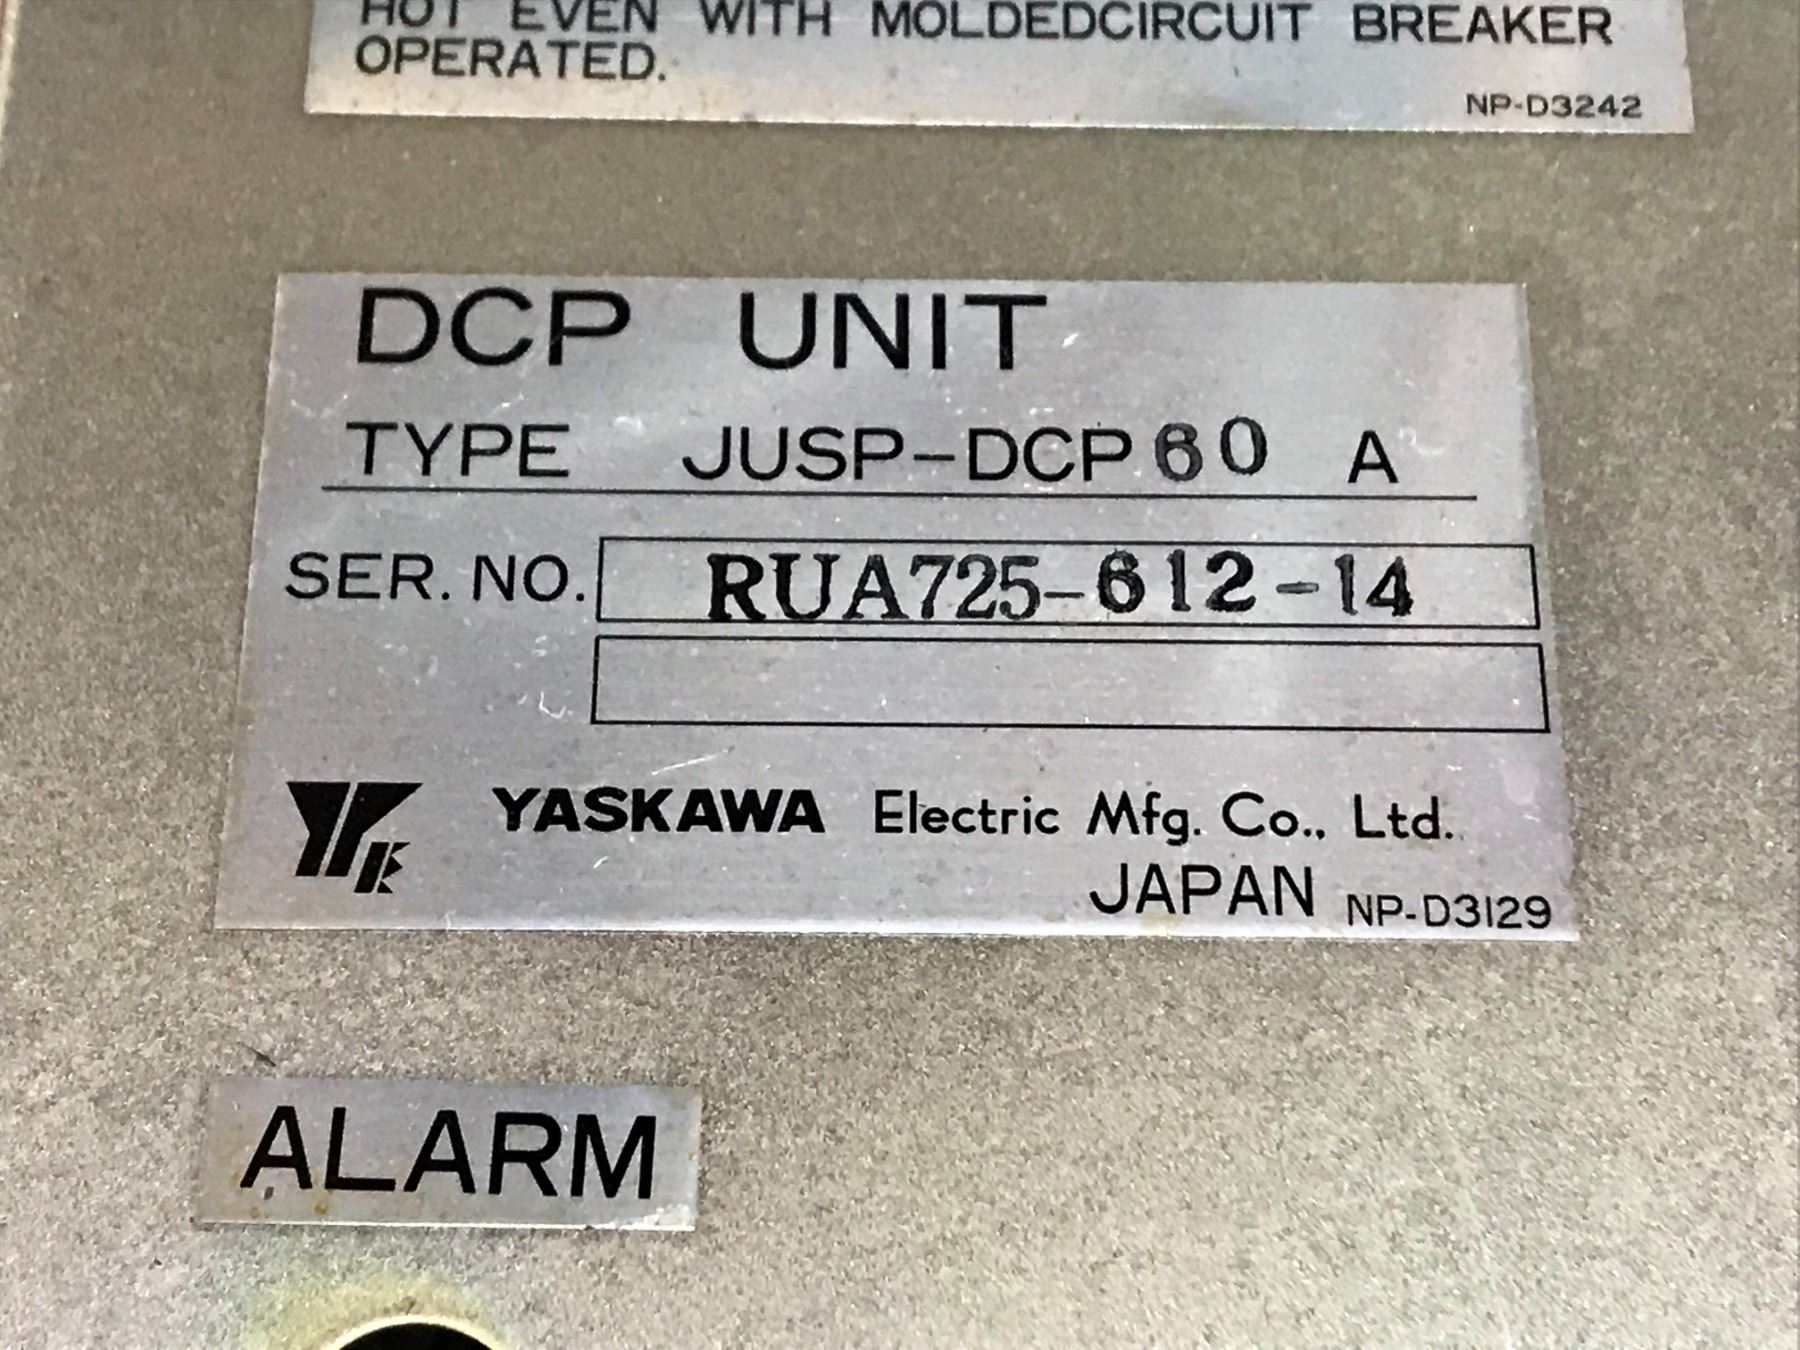 HOT EVEN WITH MOLDEDCIRCUIT BREAKER
OPERATED.
NP-D3242
DCP UNIT
TYPE JUSP-DCP60 A
SER. NO. RUA725-612-14
YASKAWA Electric Mfg. Co., Ltd.
JAPAN NP-D3129
ALARM